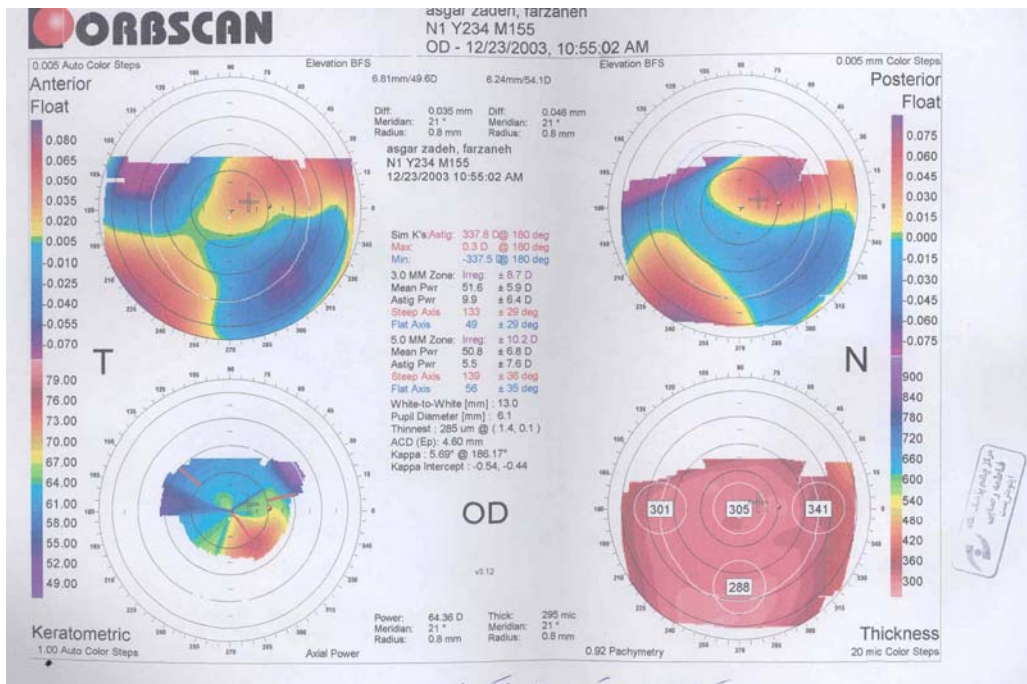 ORBSCAN
asgar zadeh, farzaneh
N1 Y234 M155
OD - 12/23/2003, 10:55:02 AM
0.005 Auto Color Steps
Elevation BFS
Anterior
Float
0.080
0.065
0.050
0.035
0.020
0.005
-0.010
-0.025
-0.040
-0.055
-0.070
6.81mm/49.6D
6.24mm/54.1D
Diff: 0.035 mm
Meridian: 21 °
Radius: 0.8 mm
Diff: 0.046 mm
Meridian: 21 °
Radius: 0.8 mm
asgar zadeh, farzaneh
N1 Y234 M155
12/23/2003 10:55:02 AM
Elevation BFS
0.005 mm Color Steps
Posterior
Float
0.075
0.060
0.045
0.030
0.015
0.000
-0.015
-0.030
-0.045
-0.060
-0.075
Sim K's:Astig: 337.8 D@ 180 deg
Max: 0.3 D @ 180 deg
Min: -337.5 D@ 180 deg
3.0 MM Zone: Irreg: ± 8.7 D
Mean Pwr 51.6 ± 5.9 D
Astig Pwr 9.9 ± 6.4 D
Steep Axis 133 ± 29 deg
Flat Axis 49 ± 29 deg
5.0 MM Zone: Irreg: ± 10.2 D
Mean Pwr 50.8 ± 6.8 D
Astig Pwr 5.5 ± 7.6 D
Steep Axis 139 ± 36 deg
Flat Axis 56 ± 35 deg
White-to-White [mm] : 13.0
Pupil Diameter [mm] : 6.1
Thinnest : 285 um @ ( 1.4, 0.1 )
ACD (Ep): 4.60 mm
Kappa : 5.69° @ 186.17°
Kappa Intercept : -0.54, -0.44
T
N
OD
v3.12
79.00
76.00
73.00
70.00
67.00
64.00
61.00
58.00
55.00
52.00
49.00
Keratometric
1.00 Auto Color Steps
Axial Power
Power: 64.36 D
Meridian: 21 °
Radius: 0.8 mm
Thick: 295 mic
Meridian: 21 °
Radius: 0.8 mm
301
305
341
288
900
840
780
720
660
600
540
480
420
360
300
0.92 Pachymetry
Thickness
20 mic Color Steps